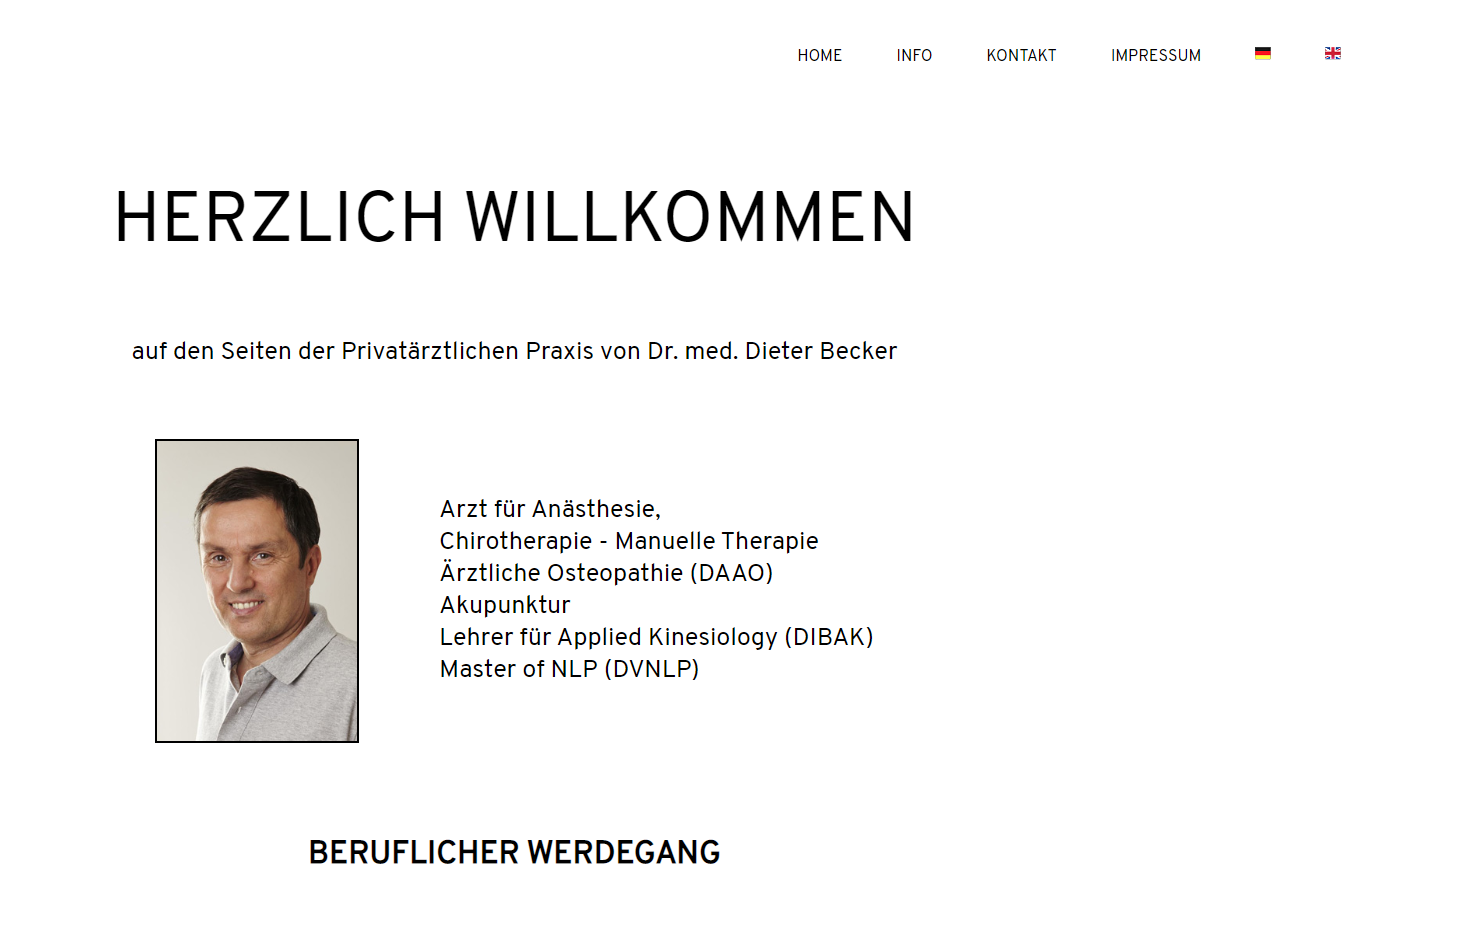 HOME INFO KONTAKT IMPRESSUM
HERZLICH WILLKOMMEN
auf den Seiten der Privatärztlichen Praxis von Dr. med. Dieter Becker
Arzt für Anästhesie,
Chirotherapie - Manuelle Therapie
Ärztliche Osteopathie (DAAO)
Akupunktur
Lehrer für Applied Kinesiology (DIBAK)
Master of NLP (DVNLP)
BERUFLICHER WERDEGANG